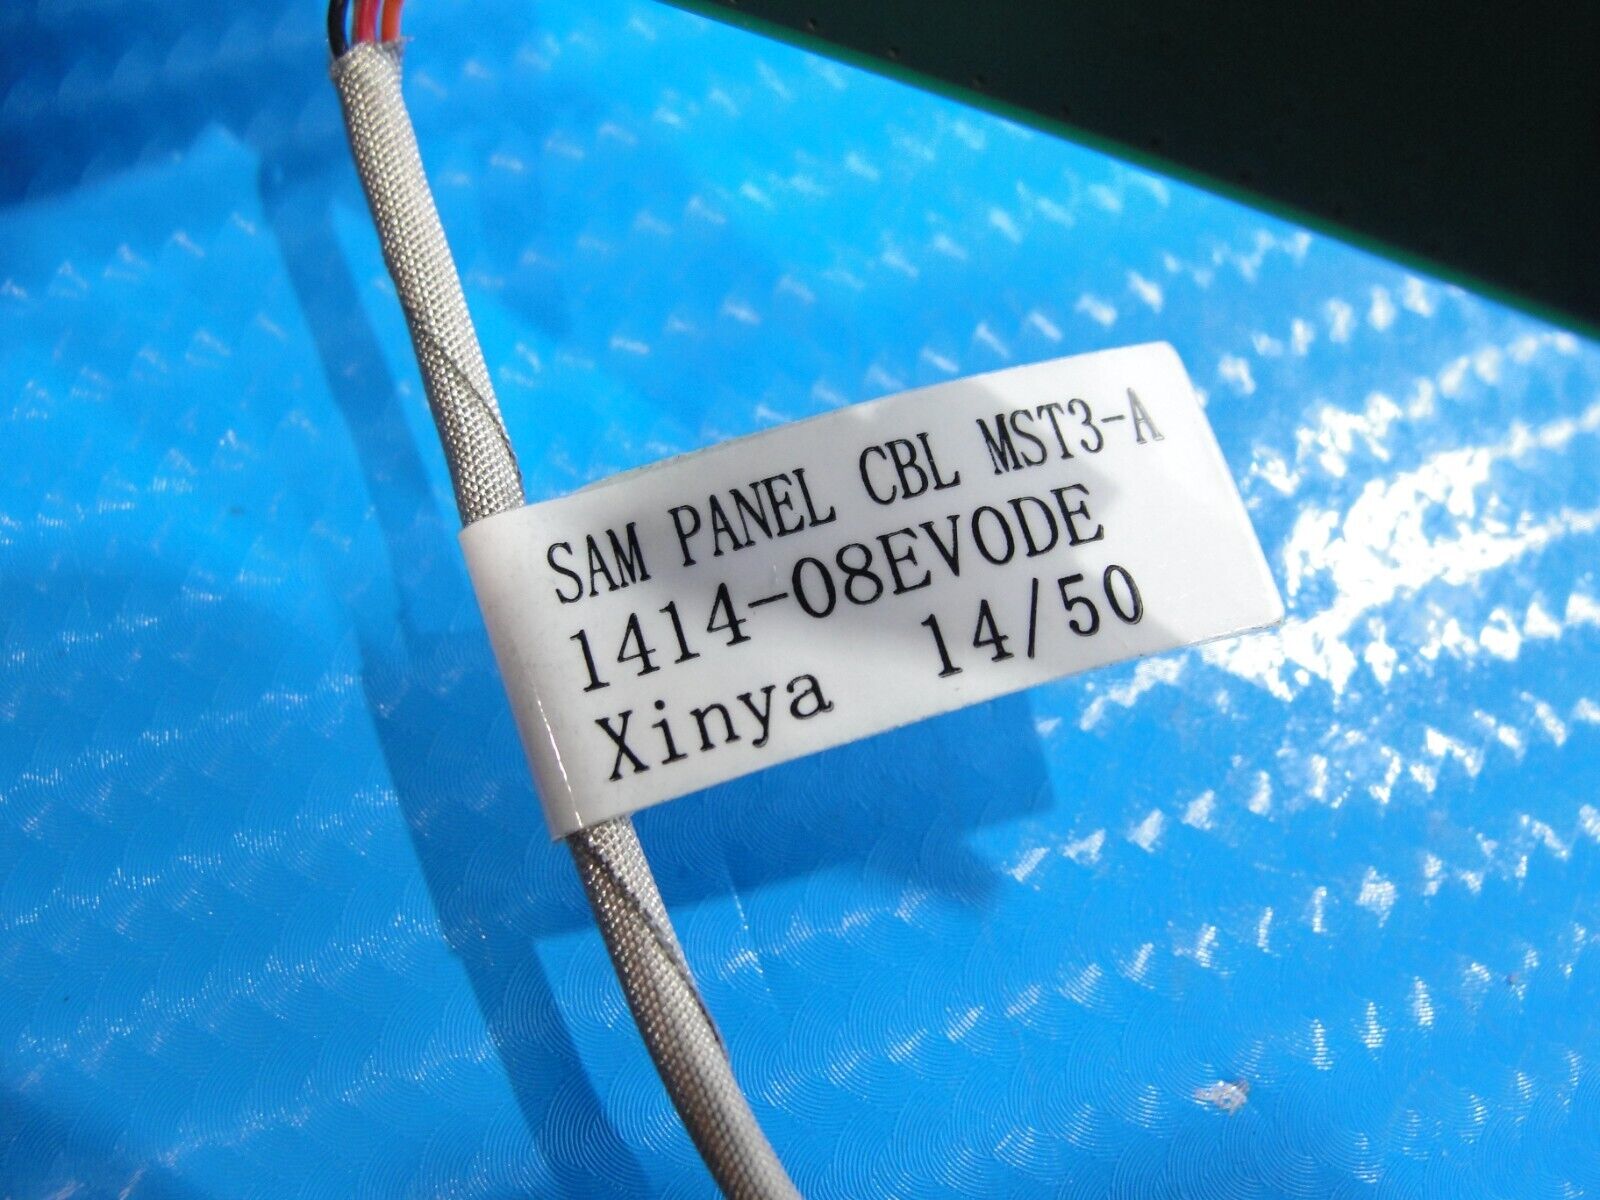 SAM PANEL CBL MST3-A
1414-08EVODE
Xinya 14/50